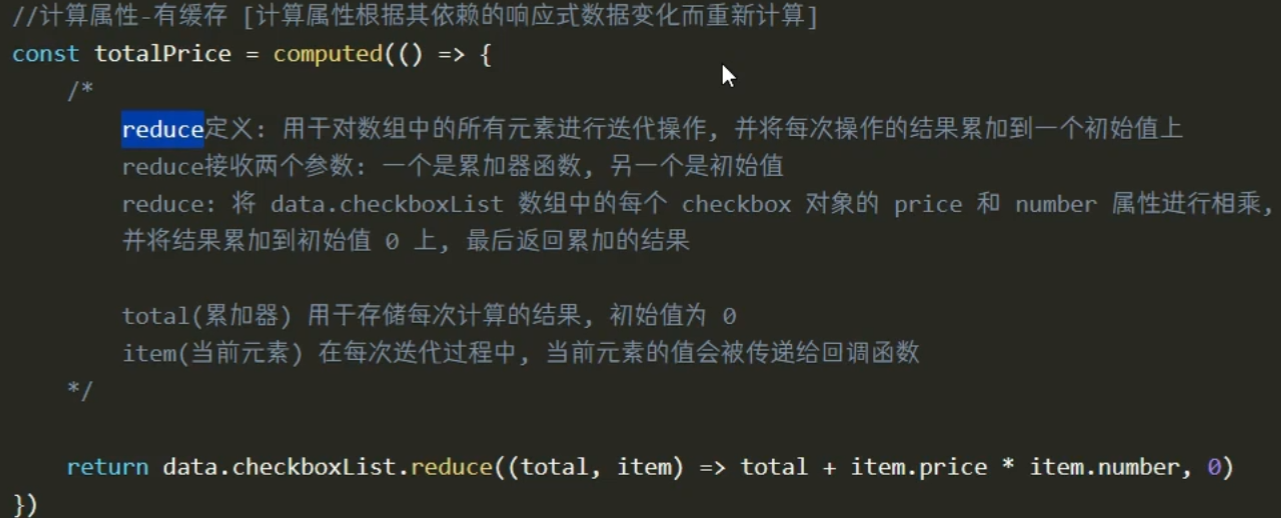 //计算属性-有缓存 [计算属性根据其依赖的响应式数据变化而重新计算]
const totalPrice = computed(() => {
/*
reduce定义: 用于对数组中的所有元素进行迭代操作, 并将每次操作的结果累加到一个初始值上
reduce接收两个参数: 一个是累加器函数, 另一个是初始值
reduce: 将 data.checkboxList 数组中的每个 checkbox 对象的 price 和 number 属性进行相乘,
并将结果累加到初始值 0 上, 最后返回累加的结果
total(累加器) 用于存储每次计算的结果, 初始值为 0
item(当前元素) 在每次迭代过程中, 当前元素的值会被传递给回调函数
*/
return data.checkboxList.reduce((total, item) => total + item.price * item.number, 0)
})